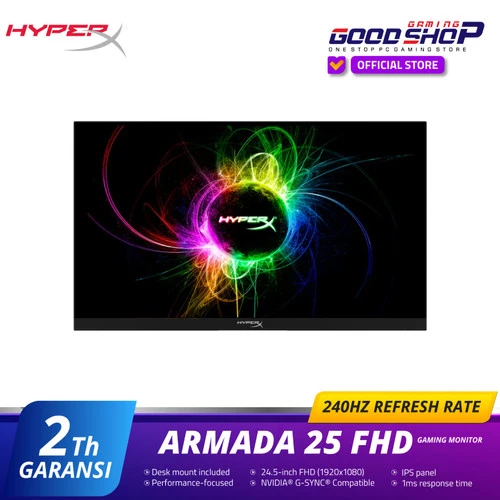 HYPERX
GAMING
GOODSHOP
ONE STOP PC GAMING STORE
OFFICIAL STORE
HYPERX
HYPERX
240HZ REFRESH RATE
2Th
GARANSI
ARMADA 25 FHD GAMING MONITOR
• Desk mount included • 24.5-inch FHD (1920x1080) • IPS panel
• Performance-focused • NVIDIA® G-SYNC® Compatible • 1ms response time